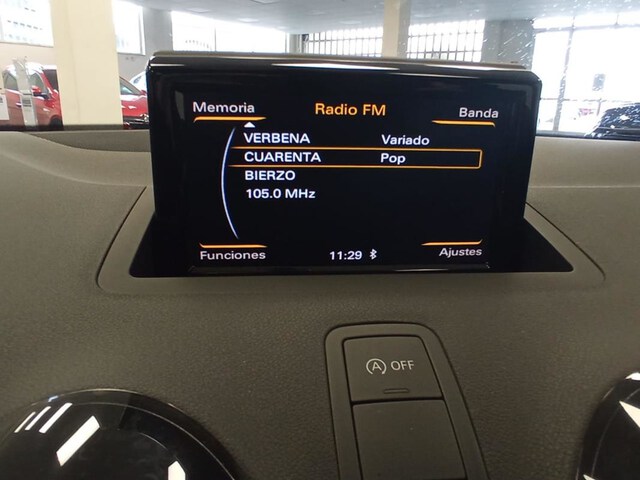 Memoria Radio FM Banda
VERBENA Variado
CUARENTA Pop
BIERZO
105.0 MHz
Funciones 11:29 Ajustes
A OFF